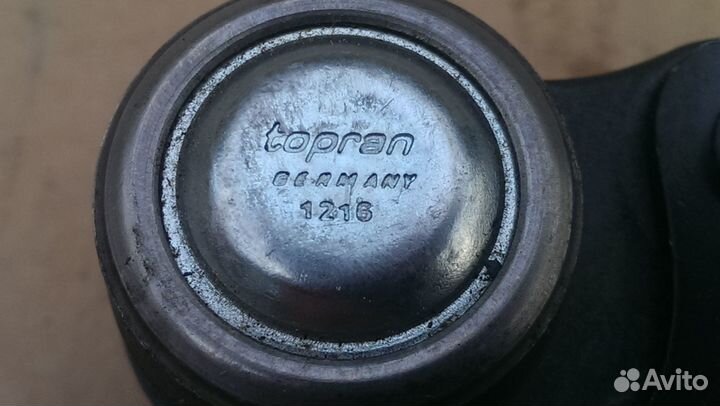 topran
GERMANY
1216
Avito